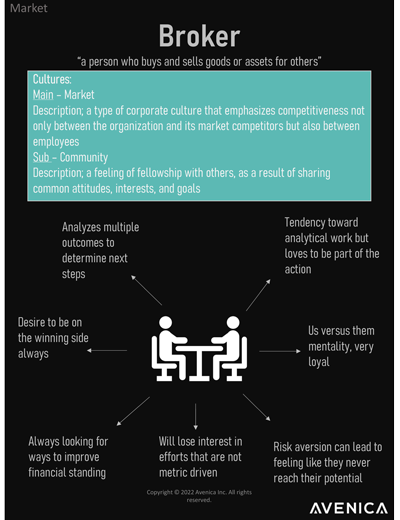 Market
Broker
“a person who buys and sells goods or assets for others”
Cultures:
Main – Market
Description; a type of corporate culture that emphasizes competitiveness not
only between the organization and its market competitors but also between
employees
Sub – Community
Description; a feeling of fellowship with others, as a result of sharing
common attitudes, interests, and goals
Analyzes multiple
outcomes to
determine next
steps
Tendency toward
analytical work but
loves to be part of the
action
Desire to be on
the winning side
always
Us versus them
mentality, very
loyal
Always looking for
ways to improve
financial standing
Will lose interest in
efforts that are not
metric driven
Risk aversion can lead to
feeling like they never
reach their potential
Copyright © 2022 Avenica Inc. All rights
reserved.
AVENICA